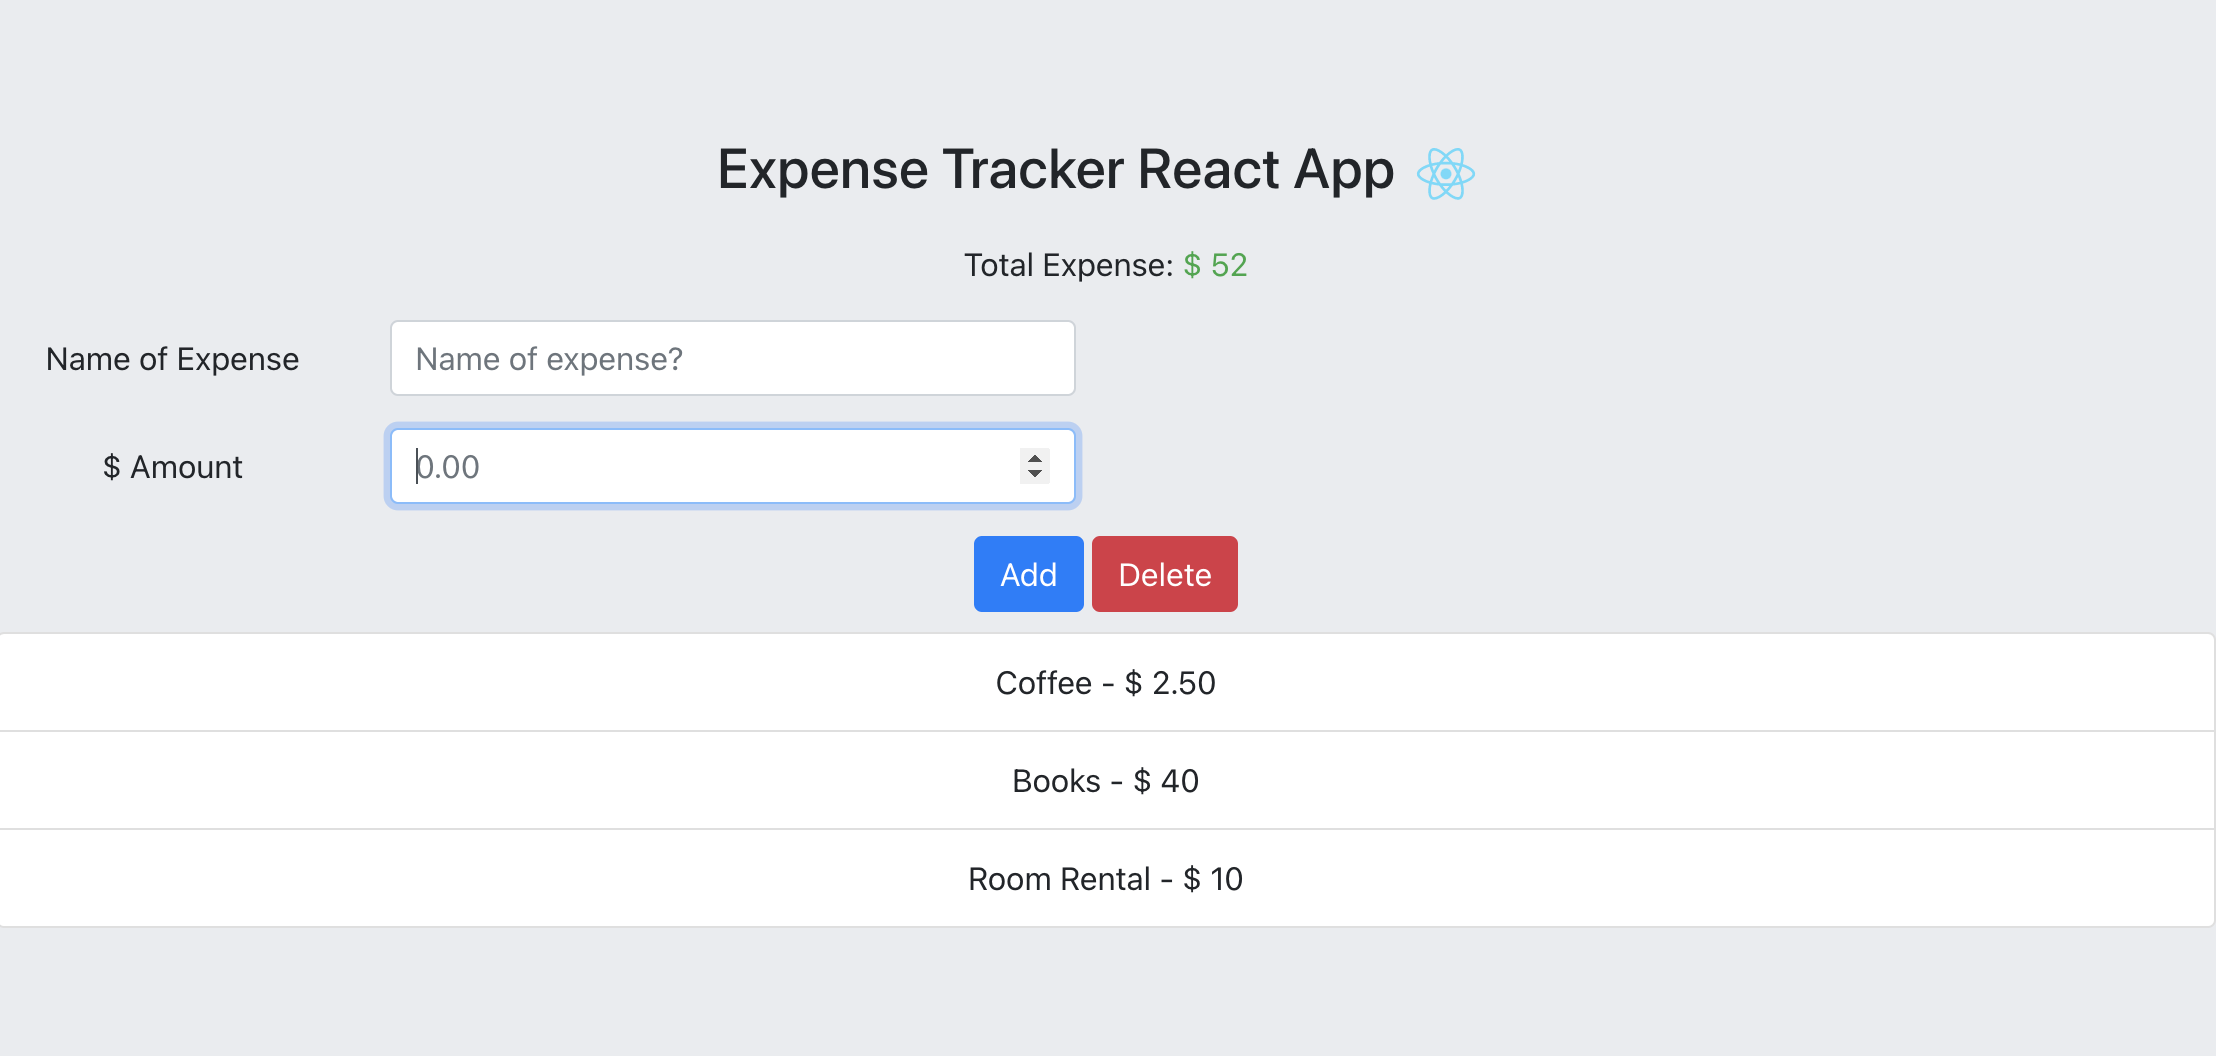 Expense Tracker React App
Total Expense: $ 52
Name of Expense
Name of expense?
$ Amount
0.00
Add Delete
Coffee - $ 2.50
Books - $ 40
Room Rental - $ 10